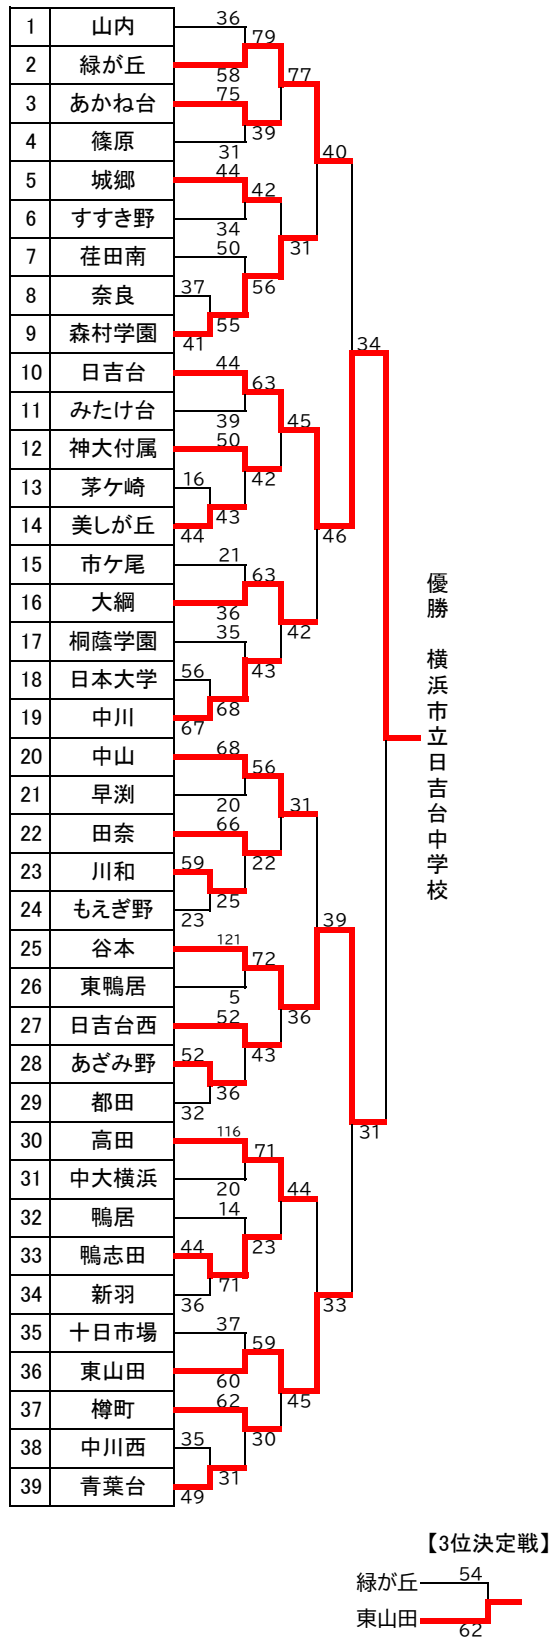 1 山内 36
79
2 緑が丘 58
77
3 あかね台 75
39
4 篠原 31
40
5 城郷 44
42
6 すすき野 34
31
7 荏田南 50
56
8 奈良 37
55
9 森村学園 41
34
10 日吉台 44
63
11 みたけ台 39
45
12 神大付属 50
42
13 茅ケ崎 16
43
14 美しが丘 44
46
15 市ケ尾 21
63
16 大綱 36
42
17 桐蔭学園 35
43
18 日本大学 56
68
19 中川 67
優勝 横浜市立日吉台中学校
20 中山 68
56
21 早渕 20
31
22 田奈 66
22
23 川和 59
25
24 もえぎ野 23
39
25 谷本 121
72
26 東鴨居 5
36
27 日吉台西 52
43
28 あざみ野 52
36
29 都田 32
31
30 高田 116
71
31 中大横浜 20
44
32 鴨居 14
23
33 鴨志田 44
71
34 新羽 36
33
35 十日市場 37
59
36 東山田 60
45
37 樽町 62
30
38 中川西 35
31
39 青葉台 49
【3位決定戦】
緑が丘 54
東山田 62